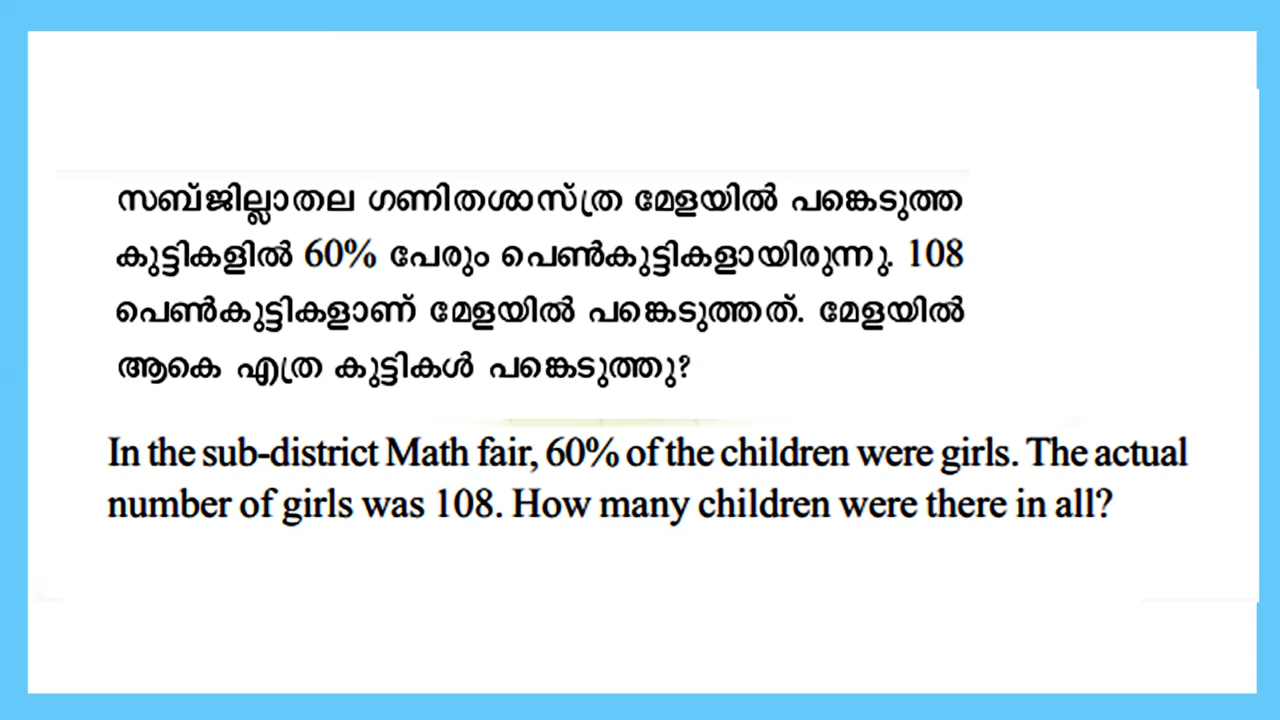 സബ്ജില്ലാതല ഗണിതശാസ്ത്ര മേളയിൽ പങ്കെടുത്ത
കുട്ടികളിൽ 60% പേരും പെൺകുട്ടികളായിരുന്നു. 108
പെൺകുട്ടികളാണ് മേളയിൽ പങ്കെടുത്തത്. മേളയിൽ
ആകെ എത്ര കുട്ടികൾ പങ്കെടുത്തു?
In the sub-district Math fair, 60% of the children were girls. The actual
number of girls was 108. How many children were there in all?